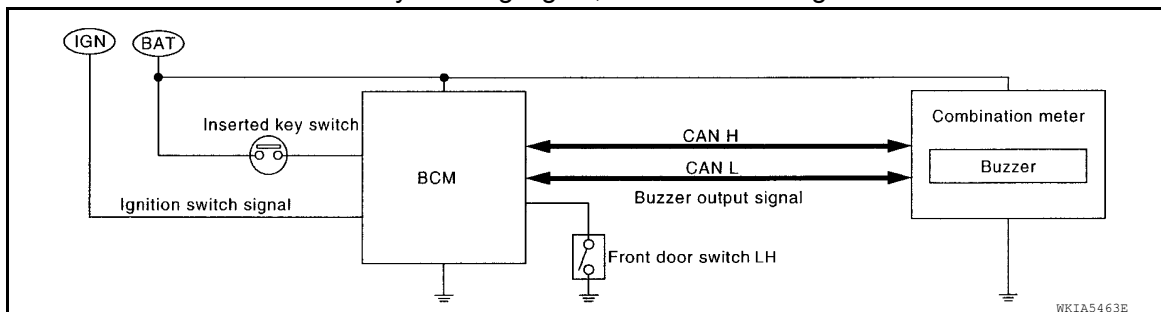 IGN
BAT
Inserted key switch
Ignition switch signal
BCM
CAN H
CAN L
Buzzer output signal
Front door switch LH
Combination meter
Buzzer
WKIA5463E